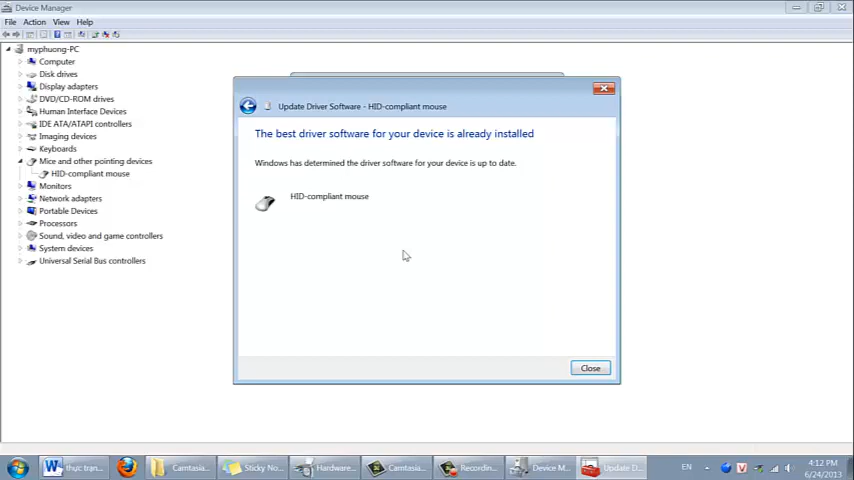 Device Manager
File Action View Help
myphuong-PC
Computer
Disk drives
Display adapters
DVD/CD-ROM drives
Human Interface Devices
IDE ATA/ATAPI controllers
Imaging devices
Keyboards
Mice and other pointing devices
HID-compliant mouse
Monitors
Network adapters
Portable Devices
Processors
Sound, video and game controllers
System devices
Universal Serial Bus controllers
Update Driver Software - HID-compliant mouse
The best driver software for your device is already installed
Windows has determined the driver software for your device is up to date.
HID-compliant mouse
Close
thực trạn...
Camtasi...
Sticky No...
Hardware...
Camtasia...
Recordin...
Device M...
Update D...
EN
4:12 PM
6/24/2013